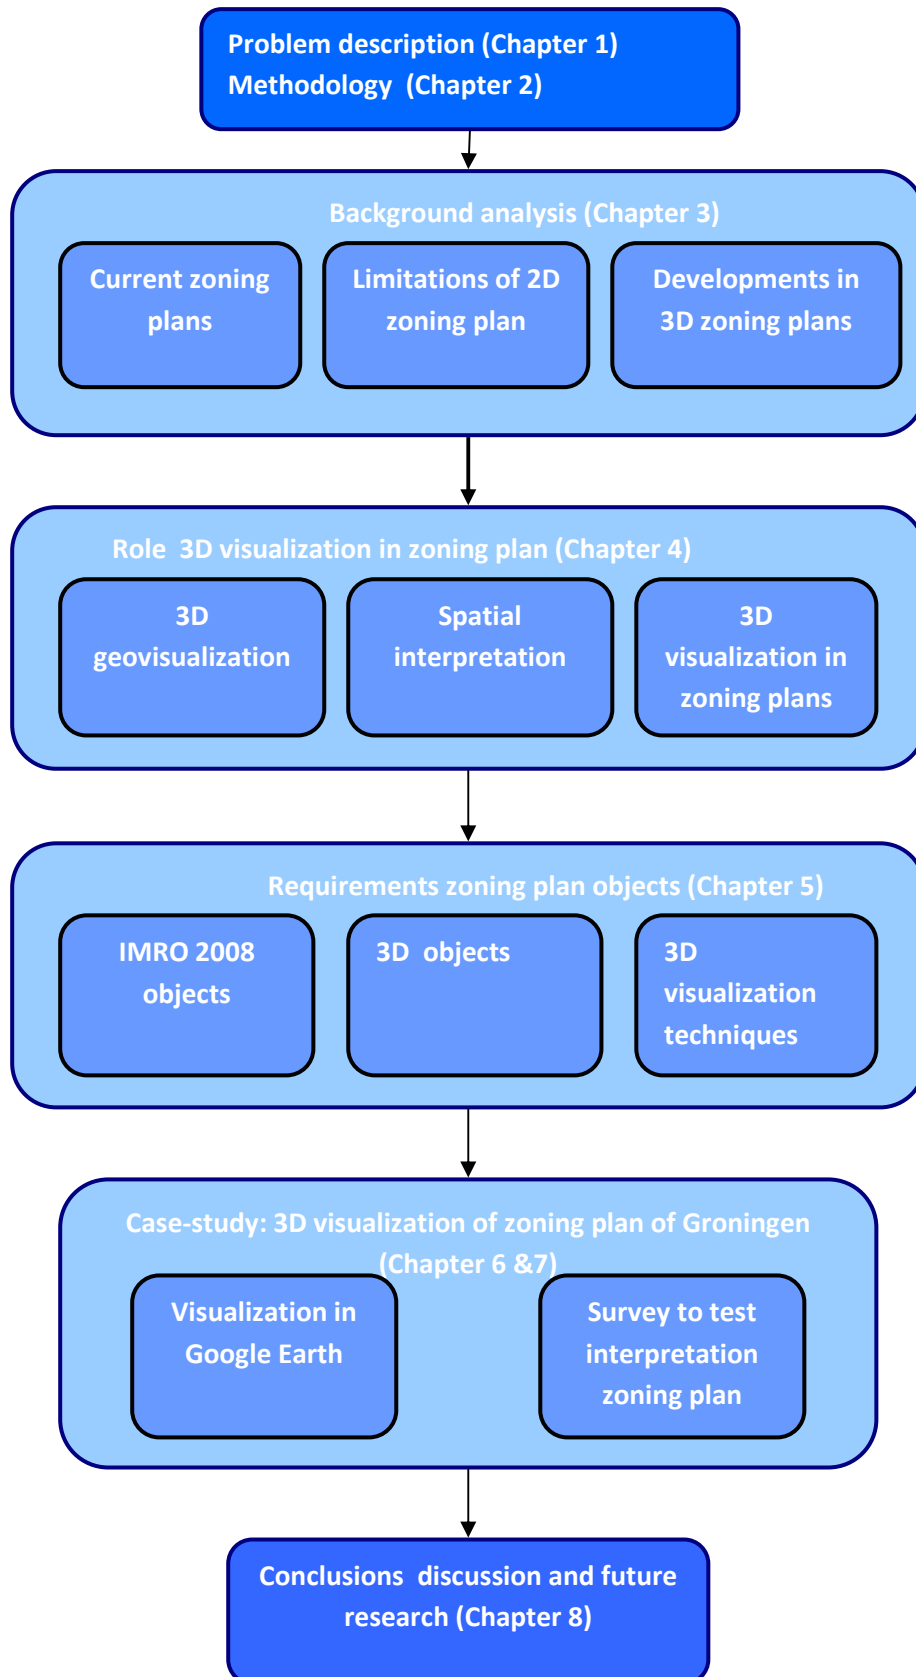 Problem description (Chapter 1)
Methodology  (Chapter 2)
Background analysis (Chapter 3)
Current zoning
plans
Limitations of 2D
zoning plan
Developments in
3D zoning plans
Role  3D visualization in zoning plan (Chapter 4)
3D
geovisualization
Spatial
interpretation
3D
visualization in
zoning plans
Requirements zoning plan objects (Chapter 5)
IMRO 2008
objects
3D  objects
3D
visualization
techniques
Case-study: 3D visualization of zoning plan of Groningen
(Chapter 6 &7)
Visualization in
Google Earth
Survey to test
interpretation
zoning plan
Conclusions  discussion and future
research (Chapter 8)